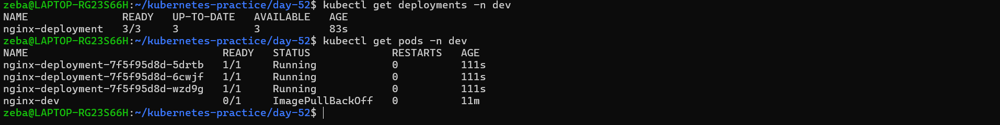 zeba@LAPTOP-RG23S66H:~/kubernetes-practice/day-52$ kubectl get deployments -n dev
NAME               READY   UP-TO-DATE   AVAILABLE   AGE
nginx-deployment   3/3     3            3           83s
zeba@LAPTOP-RG23S66H:~/kubernetes-practice/day-52$ kubectl get pods -n dev
NAME                               READY   STATUS             RESTARTS   AGE
nginx-deployment-7f5f95d8d-5drtb   1/1     Running            0          111s
nginx-deployment-7f5f95d8d-6cwjf   1/1     Running            0          111s
nginx-deployment-7f5f95d8d-wzd9g   1/1     Running            0          111s
nginx-dev                          0/1     ImagePullBackOff   0          11m
zeba@LAPTOP-RG23S66H:~/kubernetes-practice/day-52$